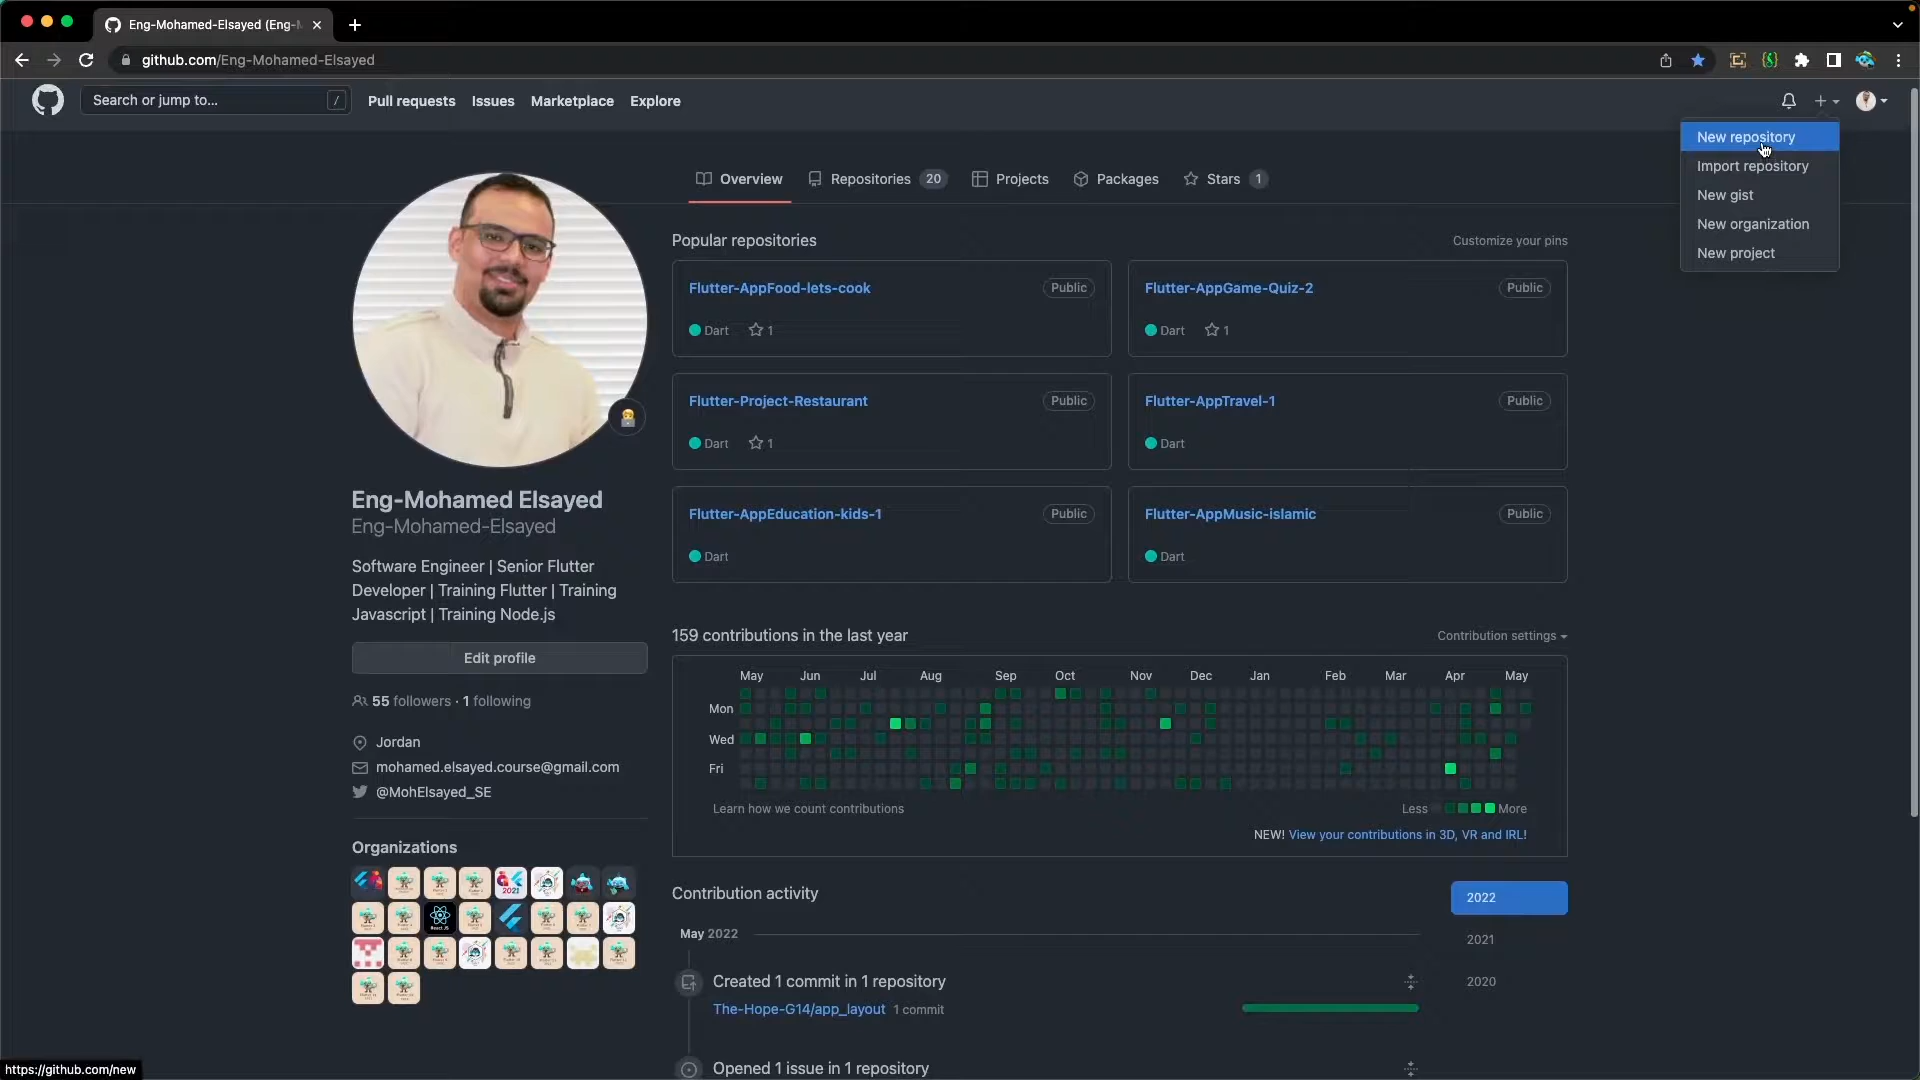 Eng-Mohamed-Elsayed (Eng-M
github.com/Eng-Mohamed-Elsayed
Search or jump to... /
Pull requests
Issues
Marketplace
Explore
New repository
Import repository
New gist
New organization
New project
Overview
Repositories 20
Projects
Packages
Stars 1
Popular repositories
Customize your pins
Flutter-AppFood-lets-cook
Public
Dart 1
Flutter-AppGame-Quiz-2
Public
Dart 1
Flutter-Project-Restaurant
Public
Dart 1
Flutter-AppTravel-1
Public
Dart
Flutter-AppEducation-kids-1
Public
Dart
Flutter-AppMusic-islamic
Public
Dart
Eng-Mohamed Elsayed
Eng-Mohamed-Elsayed
Software Engineer | Senior Flutter
Developer | Training Flutter | Training
Javascript | Training Node.js
Edit profile
55 followers · 1 following
Jordan
mohamed.elsayed.course@gmail.com
@MohElsayed_SE
Organizations
159 contributions in the last year
Contribution settings
May Jun Jul Aug Sep Oct Nov Dec Jan Feb Mar Apr May
Mon
Wed
Fri
Learn how we count contributions
Less More
NEW! View your contributions in 3D, VR and IRL!
Contribution activity
2022
2021
2020
May 2022
Created 1 commit in 1 repository
The-Hope-G14/app_layout 1 commit
Opened 1 issue in 1 repository
https://github.com/new